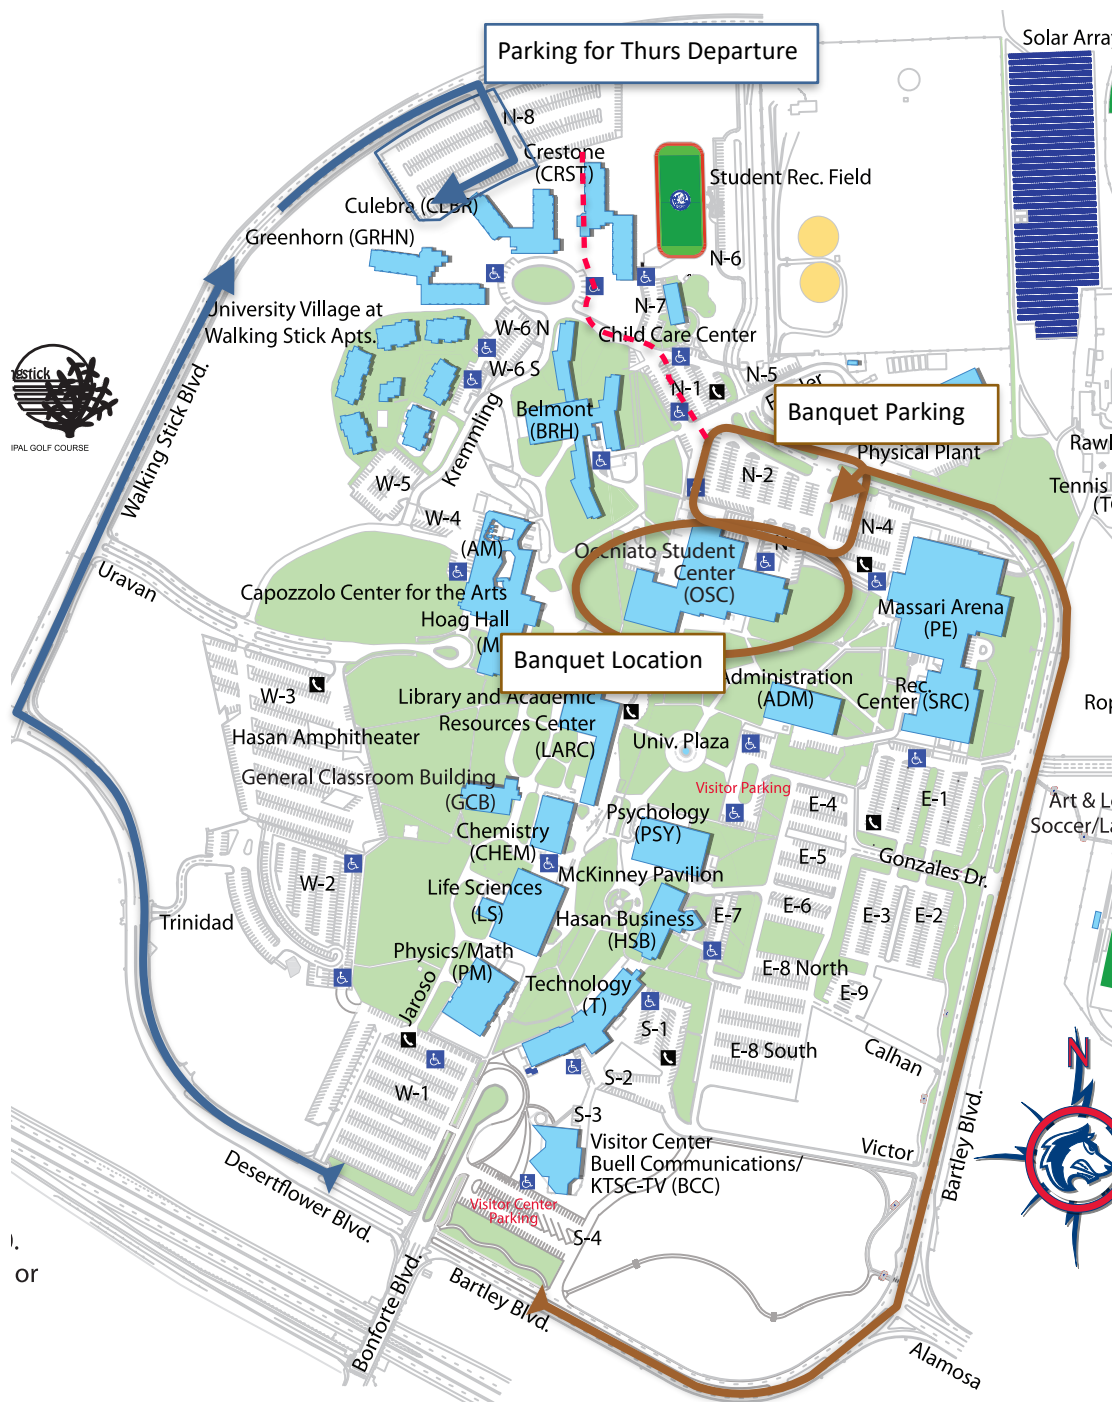 Solar Array
Parking for Thurs Departure
N-8
Crestone
(CRST)
Student Rec. Field
Culebra (CLBR)
Greenhorn (GRHN)
N-6
N-7
University Village at
Walking Stick Apts.
W-6 N
Child Care Center
W-6 S
N-5
N-1
IPAL GOLF COURSE
Walking Stick Blvd.
Kremmling
Belmont
(BRH)
Banquet Parking
Physical Plant
N-2
W-5
W-4
N-4
Tennis
(AM)
Uravan
Occhiato Student
Center
(OSC)
Capozzolo Center for the Arts
Hoag Hall
Massari Arena
(PE)
Banquet Location
Administration
(ADM)
Rec.
Center (SRC)
W-3
Library and Academic
Resources Center
(LARC)
Univ. Plaza
Hasan Amphitheater
General Classroom Building
(GCB)
Visitor Parking
E-4
E-1
Chemistry
(CHEM)
Psychology
(PSY)
E-5
Gonzales Dr.
W-2
McKinney Pavilion
Life Sciences
(LS)
E-6
E-7
E-3
E-2
Trinidad
Hasan Business
(HSB)
Physics/Math
(PM)
E-8 North
E-9
Technology
(T)
Jaroso
S-1
E-8 South
Calhan
W-1
S-2
S-3
N
Visitor Center
Buell Communications/
KTSC-TV (BCC)
Victor
Bartley Blvd.
Desertflower Blvd.
Visitor Center
Parking
S-4
or
Bonforte Blvd.
Bartley Blvd.
Alamosa